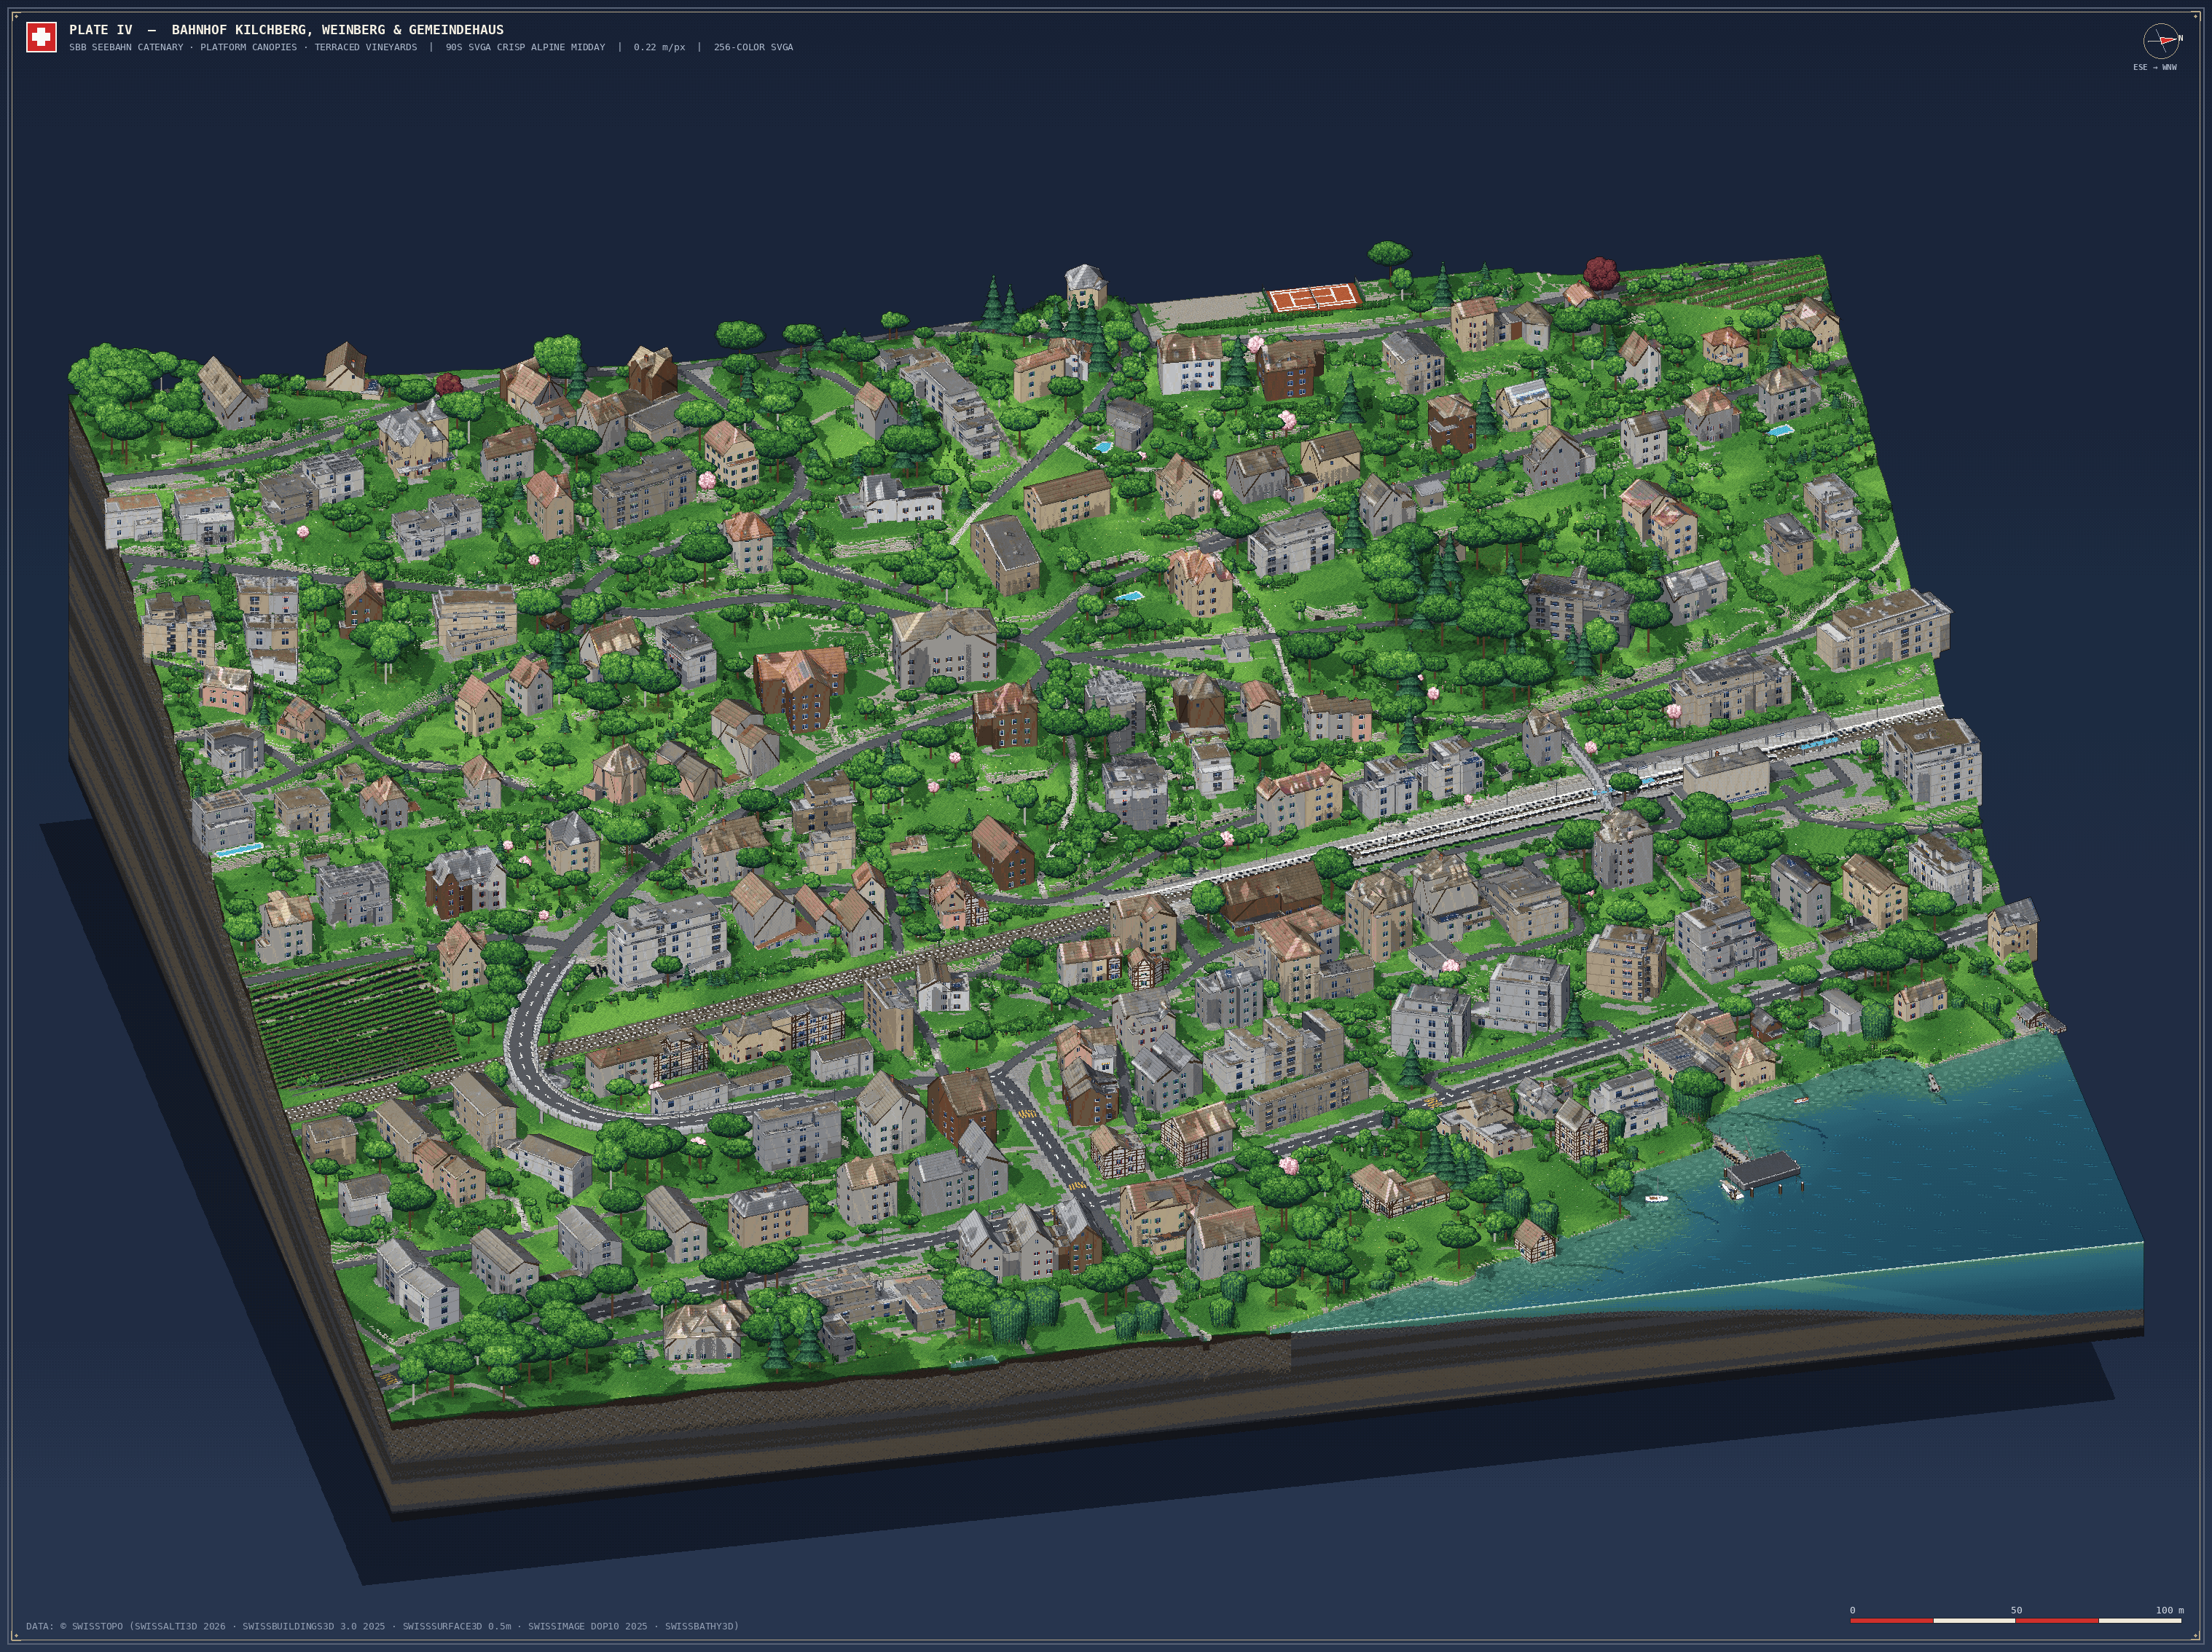 PLATE IV — BAHNHOF KILCHBERG, WEINBERG & GEMEINDEHAUS
SBB SEEBAHN CATENARY · PLATFORM CANOPIES · TERRACED VINEYARDS | 90S SVGA CRISP ALPINE MIDDAY | 0.22 m/px | 256-COLOR SVGA
N
ESE → WNW
0 50 100 m
DATA: © SWISSTOPO (SWISSALTI3D 2026 · SWISSBUILDINGS3D 3.0 2025 · SWISSSURFACE3D 0.5m · SWISSIMAGE DOP10 2025 · SWISSBATHY3D)